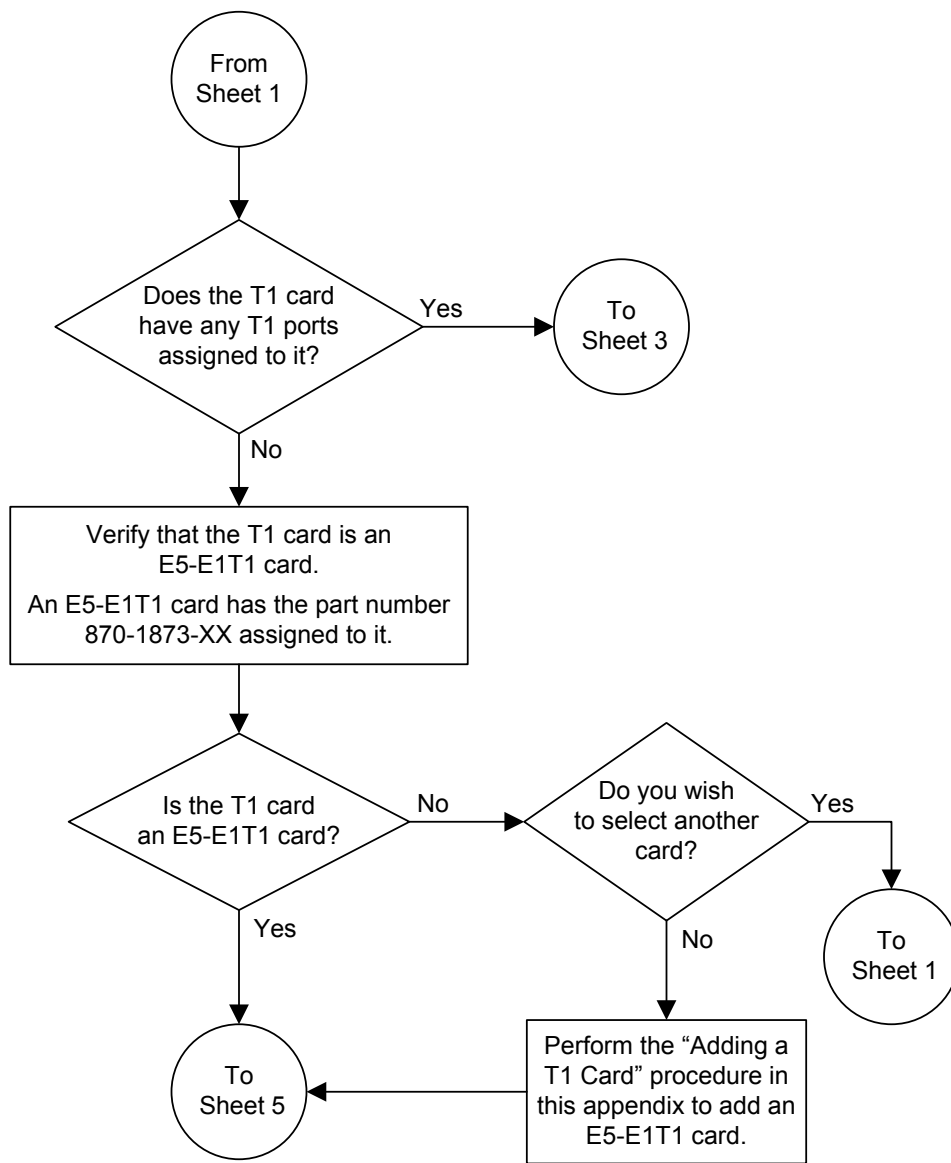 From
Sheet 1
Does the T1 card
have any T1 ports
assigned to it?
Yes
To
Sheet 3
No
Verify that the T1 card is an
E5-E1T1 card.
An E5-E1T1 card has the part number
870-1873-XX assigned to it.
Is the T1 card
an E5-E1T1 card?
No
Do you wish
to select another
card?
Yes
To
Sheet 1
Yes
No
To
Sheet 5
Perform the “Adding a
T1 Card” procedure in
this appendix to add an
E5-E1T1 card.